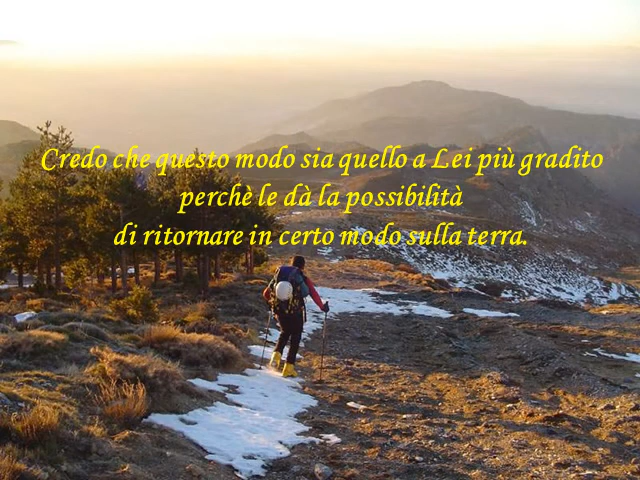 Credo che questo modo sia quello a Lei più gradito
perchè le dà la possibilità
di ritornare in certo modo sulla terra.